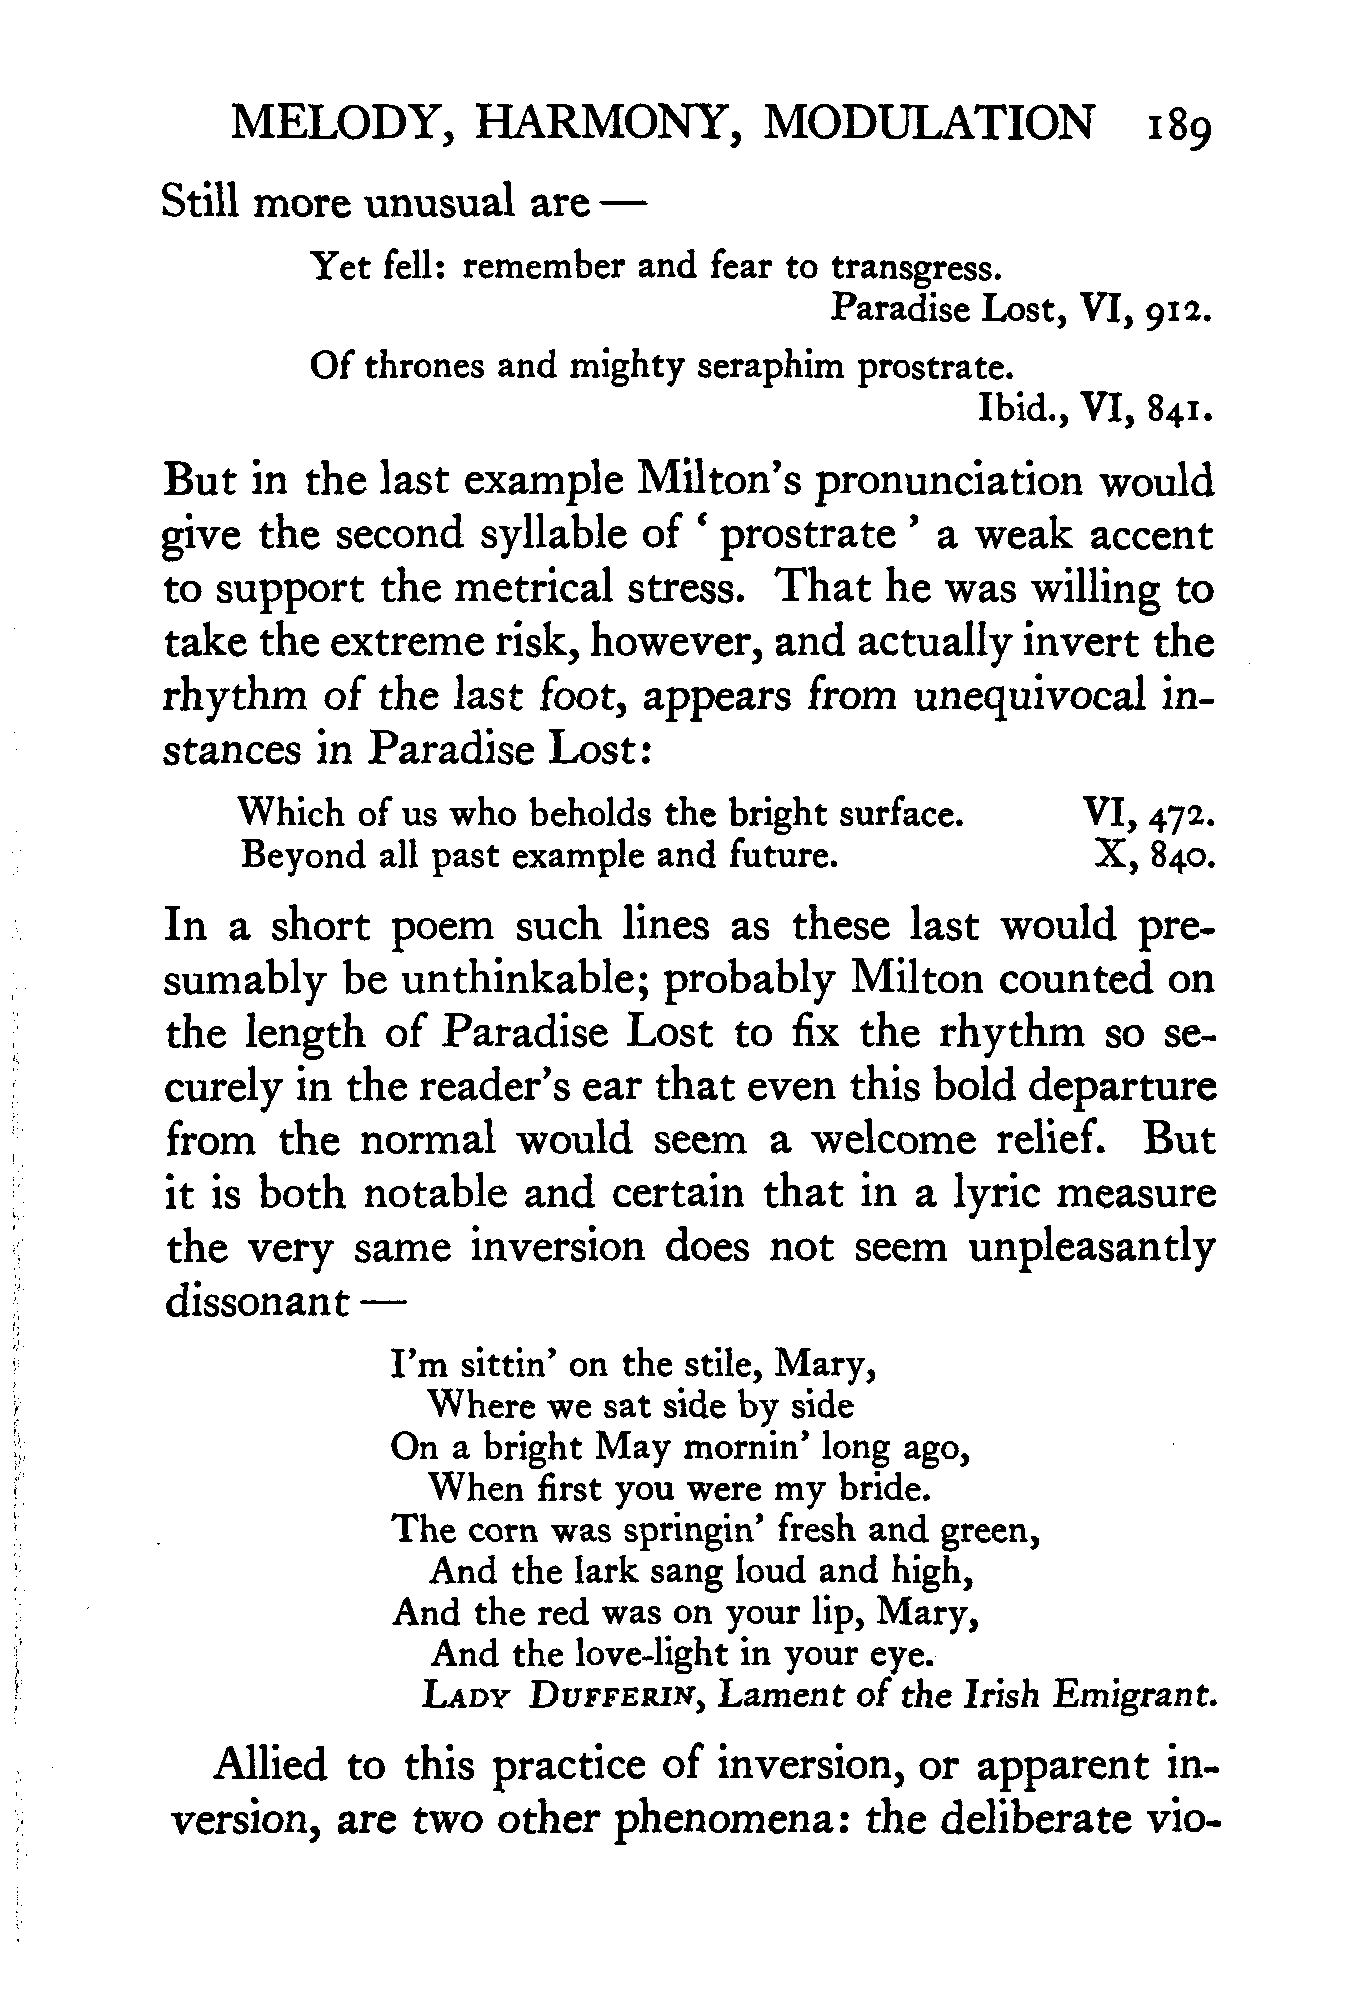 MELODY, HARMONY, MODULATION 189
Still more unusual are —
Yet fell: remember and fear to transgress.
Paradise Lost, VI, 912.
Of thrones and mighty seraphim prostrate.
Ibid., VI, 841.
But in the last example Milton's pronunciation would
give the second syllable of ‘ prostrate ’ a weak accent
to support the metrical stress. That he was willing to
take the extreme risk, however, and actually invert the
rhythm of the last foot, appears from unequivocal in-
stances in Paradise Lost:
Which of us who beholds the bright surface. VI, 472.
Beyond all past example and future. X, 840.
In a short poem such lines as these last would pre-
sumably be unthinkable; probably Milton counted on
the length of Paradise Lost to fix the rhythm so se-
curely in the reader's ear that even this bold departure
from the normal would seem a welcome relief. But
it is both notable and certain that in a lyric measure
the very same inversion does not seem unpleasantly
dissonant —
I'm sittin' on the stile, Mary,
Where we sat side by side
On a bright May mornin' long ago,
When first you were my bride.
The corn was springin' fresh and green,
And the lark sang loud and high,
And the red was on your lip, Mary,
And the love-light in your eye.
LADY DUFFERIN, Lament of the Irish Emigrant.
Allied to this practice of inversion, or apparent in-
version, are two other phenomena: the deliberate vio-